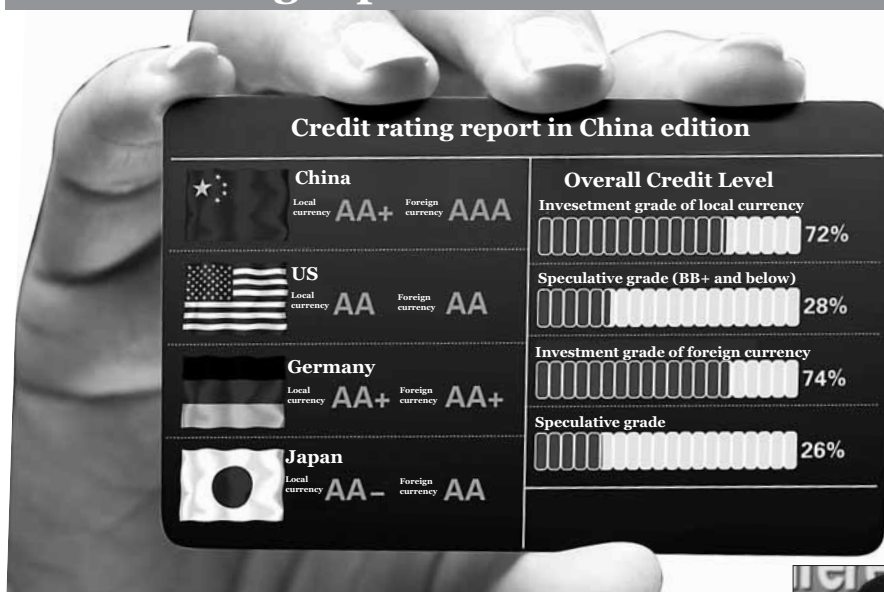 Credit rating report in China edition
China
Local currency AA+ Foreign currency AAA
US
Local currency AA Foreign currency AA
Germany
Local currency AA+ Foreign currency AA+
Japan
Local currency AA– Foreign currency AA
Overall Credit Level
Invesetment grade of local currency
72%
Speculative grade (BB+ and below)
28%
Investment grade of foreign currency
74%
Speculative grade
26%